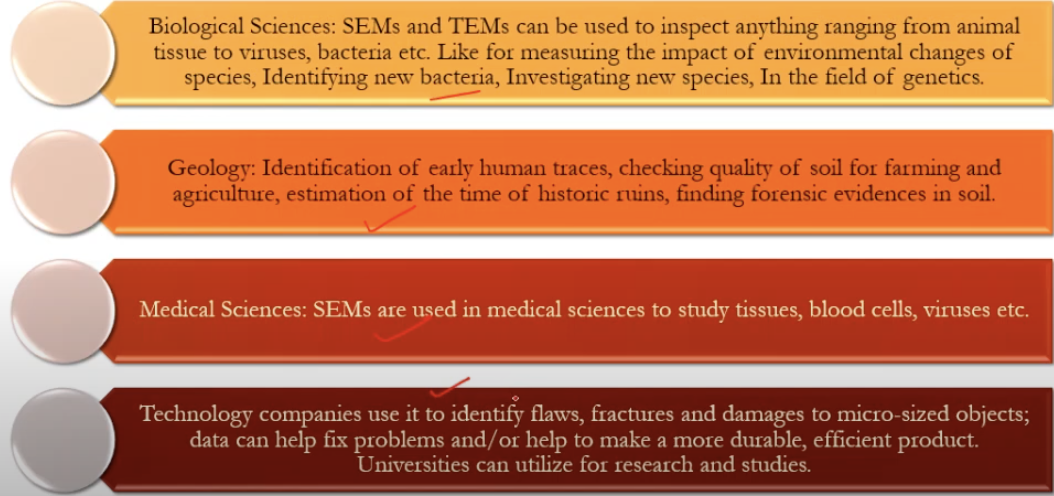 Biological Sciences: SEMs and TEMs can be used to inspect anything ranging from animal
tissue to viruses, bacteria etc. Like for measuring the impact of environmental changes of
species, Identifying new bacteria, Investigating new species, In the field of genetics.
Geology: Identification of early human traces, checking quality of soil for farming and
agriculture, estimation of the time of historic ruins, finding forensic evidences in soil.
Medical Sciences: SEMs are used in medical sciences to study tissues, blood cells, viruses etc.
Technology companies use it to identify flaws, fractures and damages to micro-sized objects;
data can help fix problems and/or help to make a more durable, efficient product.
Universities can utilize for research and studies.